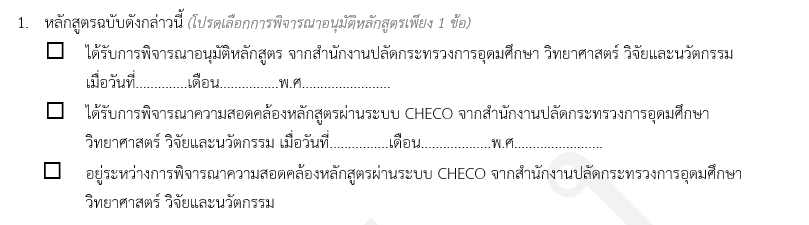 1. หลักสูตรฉบับดังกล่าวนี้ (โปรดเลือกการพิจารณาอนุมัติหลักสูตรเพียง 1 ข้อ)
ได้รับการพิจารณาอนุมัติหลักสูตร จากสำนักงานปลัดกระทรวงการอุดมศึกษา วิทยาศาสตร์ วิจัยและนวัตกรรม
เมื่อวันที่..............เดือน................พ.ศ........................
ได้รับการพิจารณาความสอดคล้องหลักสูตรผ่านระบบ CHECO จากสำนักงานปลัดกระทรวงการอุดมศึกษา
วิทยาศาสตร์ วิจัยและนวัตกรรม เมื่อวันที่................เดือน...................พ.ศ........................
อยู่ระหว่างการพิจารณาความสอดคล้องหลักสูตรผ่านระบบ CHECO จากสำนักงานปลัดกระทรวงการอุดมศึกษา
วิทยาศาสตร์ วิจัยและนวัตกรรม